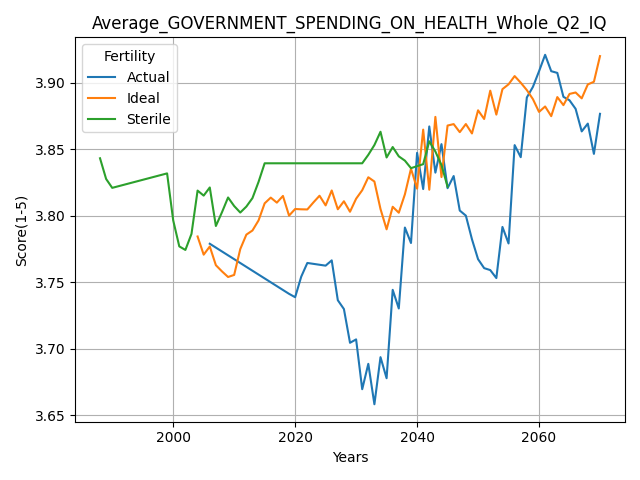 Average_GOVERNMENT_SPENDING_ON_HEALTH_Whole_Q2_IQ
Fertility
Actual
Ideal
Sterile
Score(1-5)
3.90
3.85
3.80
3.75
3.70
3.65
2000
2020
2040
2060
Years